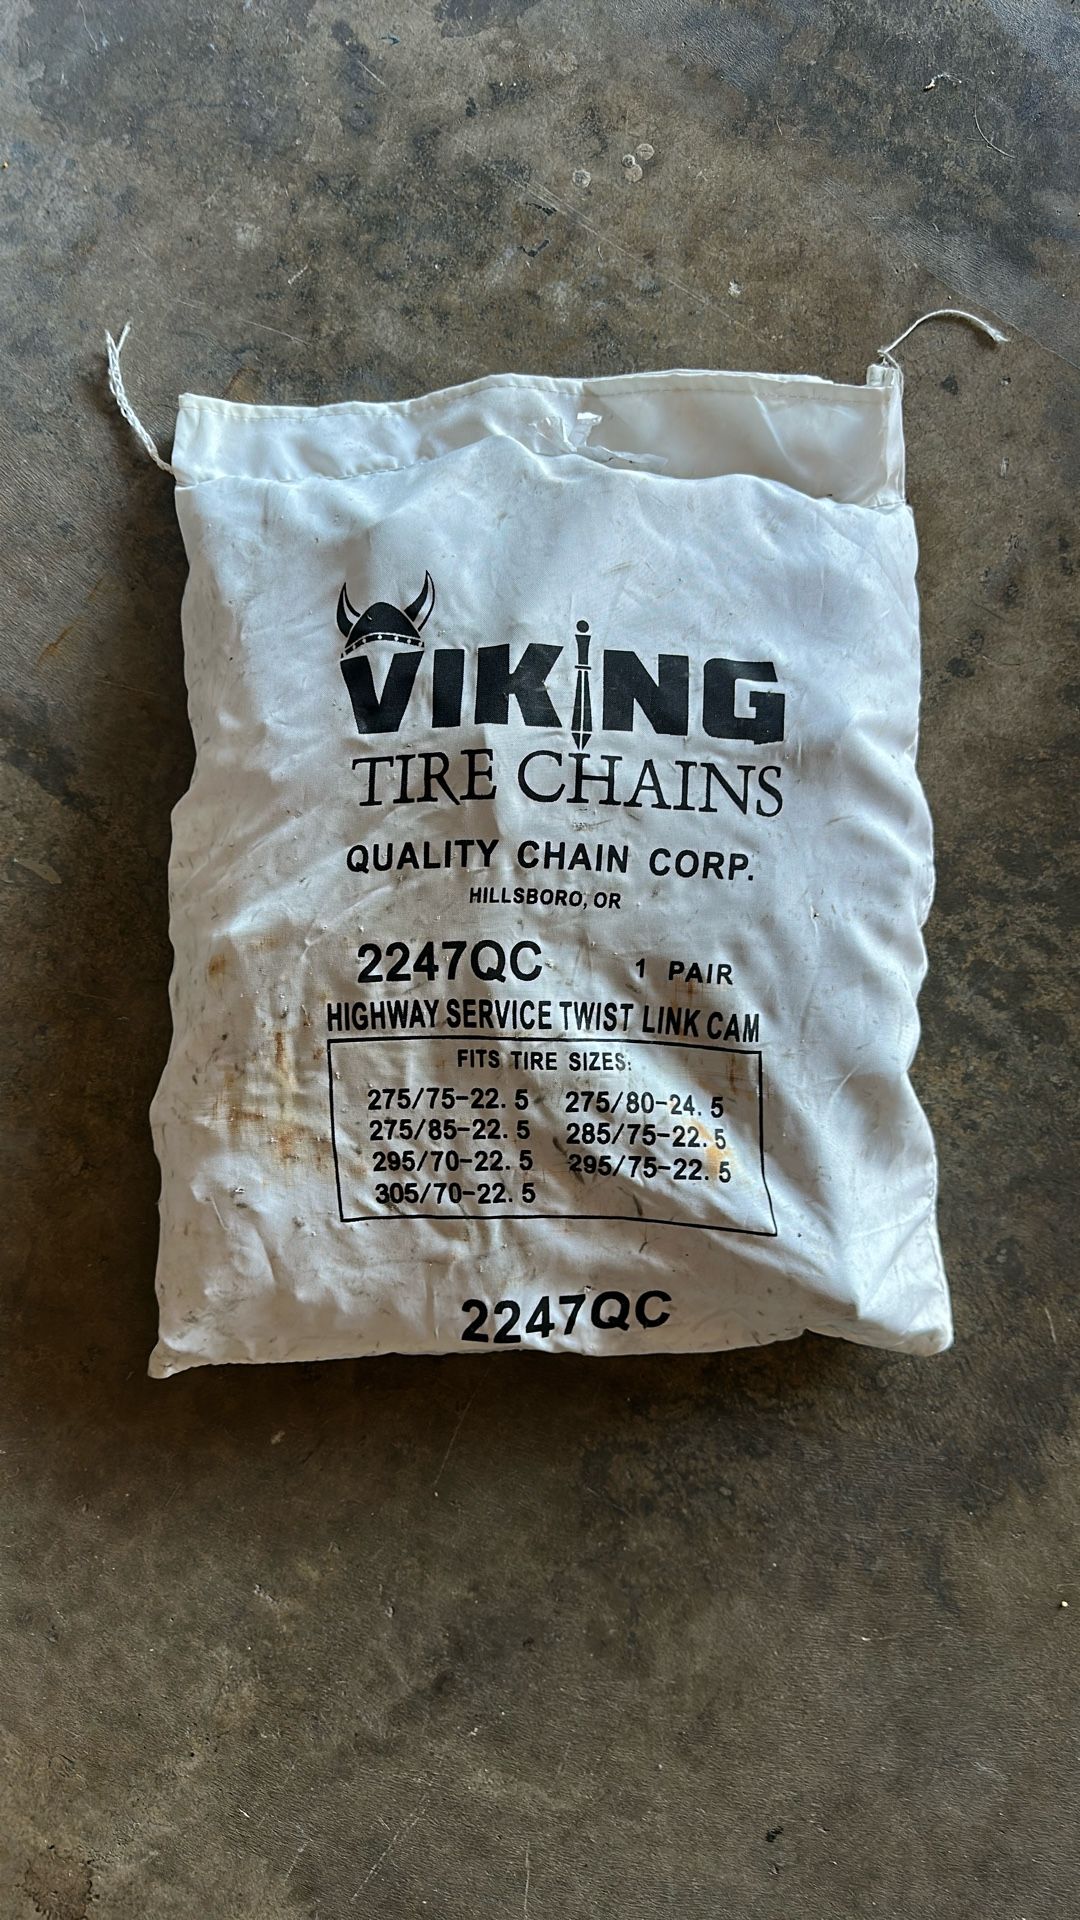 VIKING
TIRE CHAINS
QUALITY CHAIN CORP.
HILLSBORO, OR
2247QC 1 PAIR
HIGHWAY SERVICE TWIST LINK CAM
FITS TIRE SIZES:
275/75-22.5 275/80-24.5
275/85-22.5 285/75-22.5
295/70-22.5 295/75-22.5
305/70-22.5
2247QC